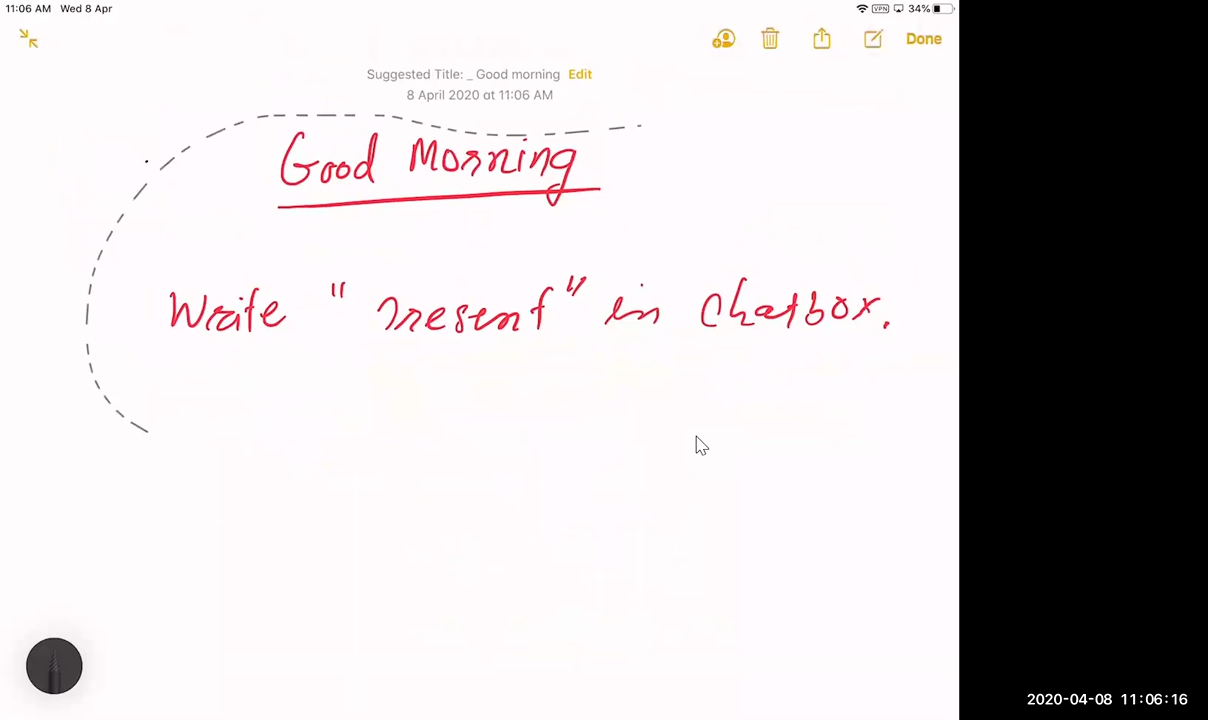 11:06 AM Wed 8 Apr
VPN 34%
Done
Suggested Title: _ Good morning Edit
8 April 2020 at 11:06 AM
Good Morning
Write "Present" in Chatbox.
2020-04-08 11:06:16